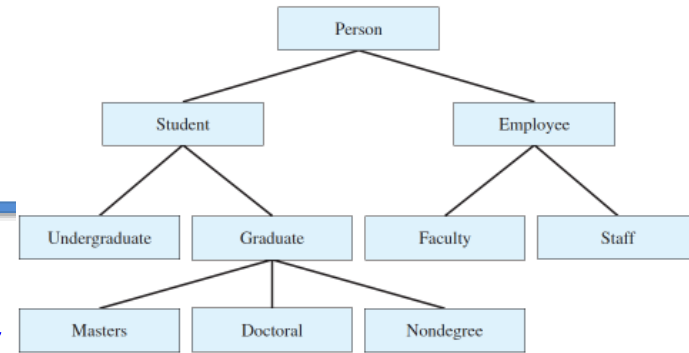 Person
Student
Employee
Undergraduate
Graduate
Faculty
Staff
Masters
Doctoral
Nondegree